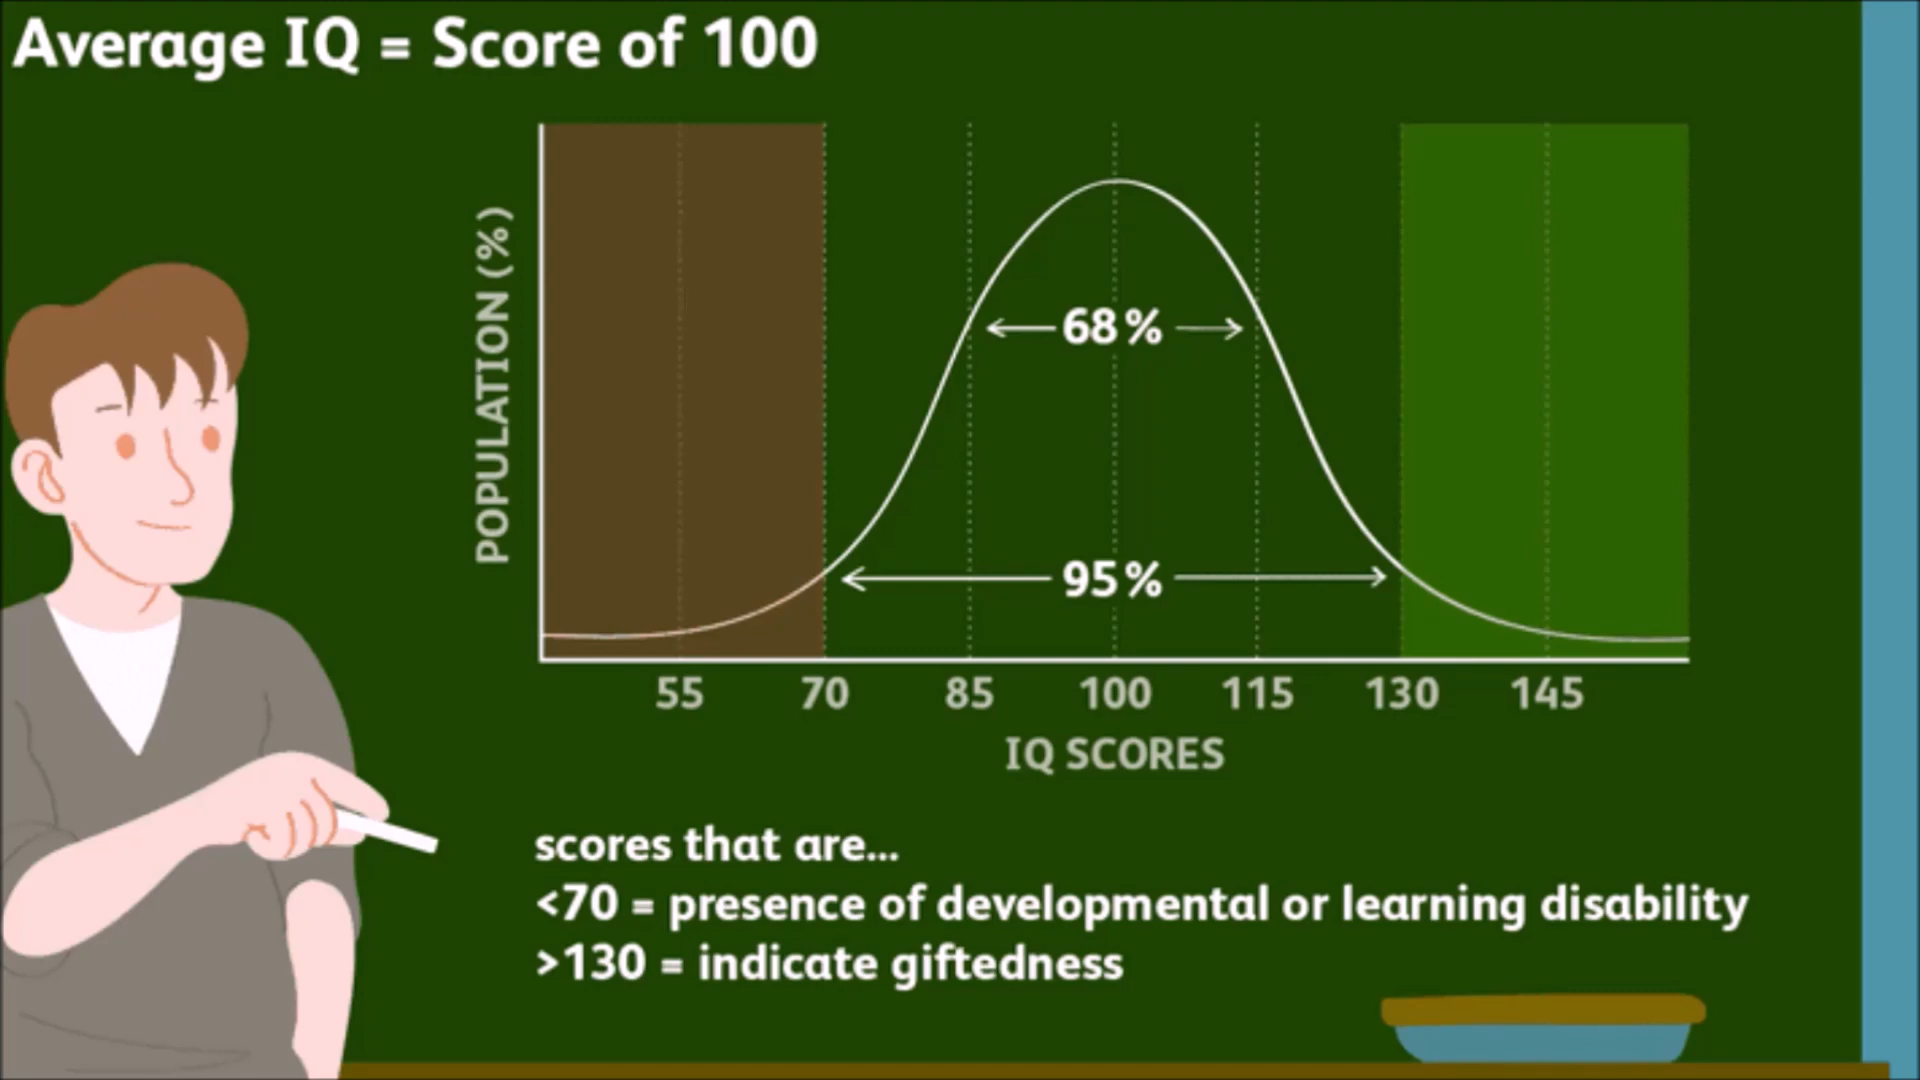 Average IQ = Score of 100
POPULATION (%)
68%
95%
55 70 85 100 115 130 145
IQ SCORES
scores that are...
<70 = presence of developmental or learning disability
>130 = indicate giftedness